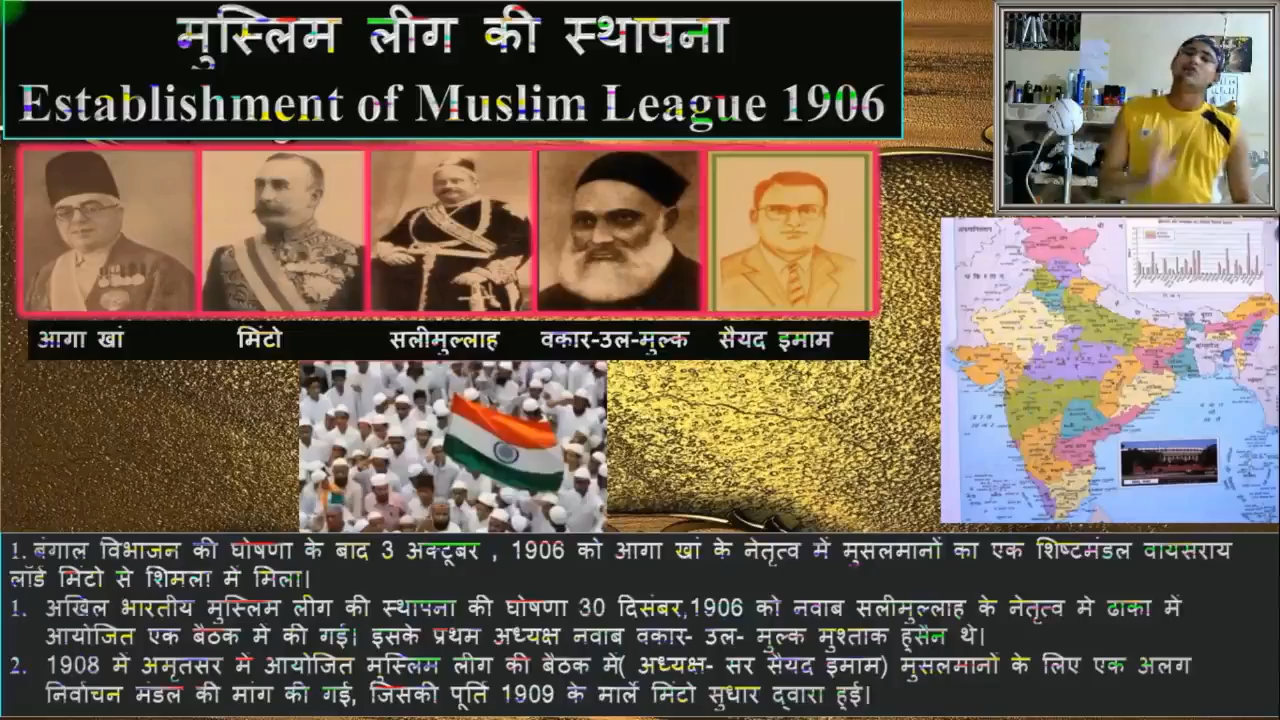 मुस्लिम लीग की स्थापना
Establishment of Muslim League 1906
आगा खां
मिंटो
सलीमुल्लाह
वकार-उल-मुल्क
सैयद इमाम
1. बंगाल विभाजन की घोषणा के बाद 3 अक्टूबर , 1906 को आगा खां के नेतृत्व में मुसलमानों का एक शिष्टमंडल वायसराय
लॉर्ड मिंटो से शिमला में मिला।
1. अखिल भारतीय मुस्लिम लीग की स्थापना की घोषणा 30 दिसंबर,1906 को नवाब सलीमुल्लाह के नेतृत्व मे ढाका में
आयोजित एक बैठक में की गई। इसके प्रथम अध्यक्ष नवाब वकार- उल- मुल्क मुश्ताक हुसैन थे।
2. 1908 में अमृतसर में आयोजित मुस्लिम लीग की बैठक में( अध्यक्ष- सर सैयद इमाम) मुसलमानों के लिए एक अलग
निर्वाचन मंडल की मांग की गई, जिसकी पूर्ति 1909 के मार्ले मिंटो सुधार द्वारा हुई।